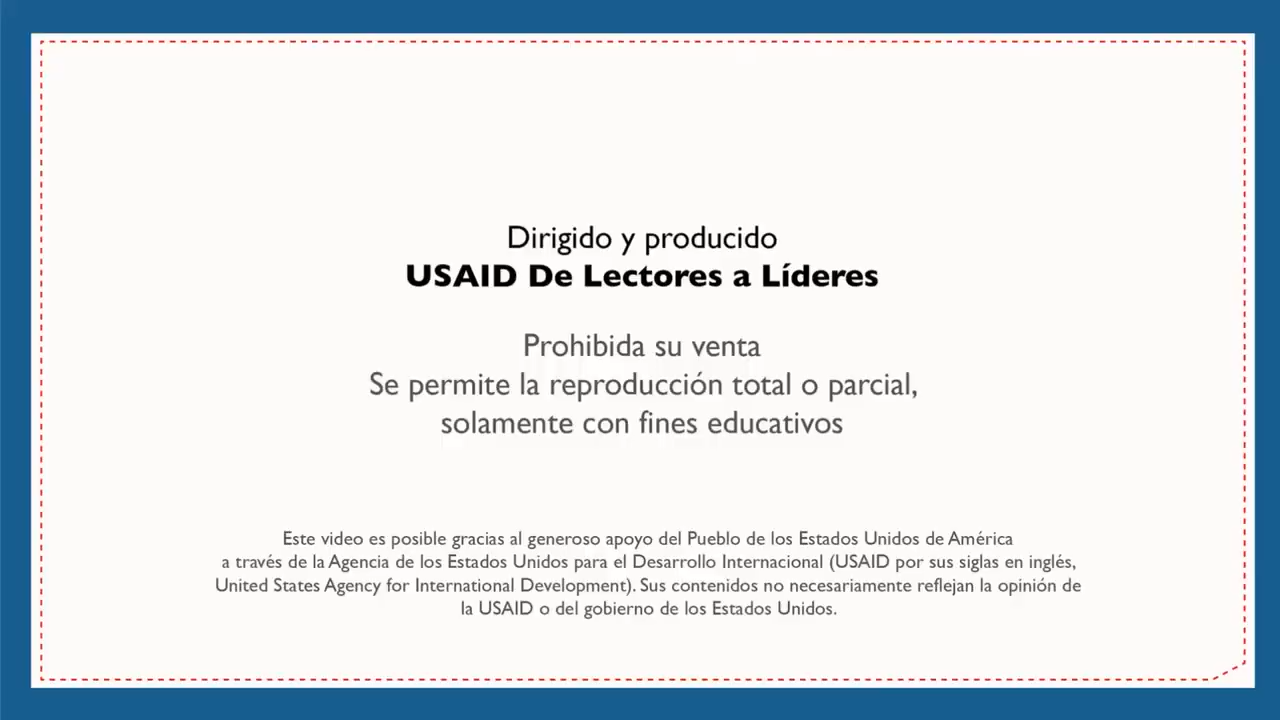 Dirigido y producido
USAID De Lectores a Líderes
Prohibida su venta
Se permite la reproducción total o parcial,
solamente con fines educativos
Este video es posible gracias al generoso apoyo del Pueblo de los Estados Unidos de América
a través de la Agencia de los Estados Unidos para el Desarrollo Internacional (USAID por sus siglas en inglés,
United States Agency for International Development). Sus contenidos no necesariamente reflejan la opinión de
la USAID o del gobierno de los Estados Unidos.